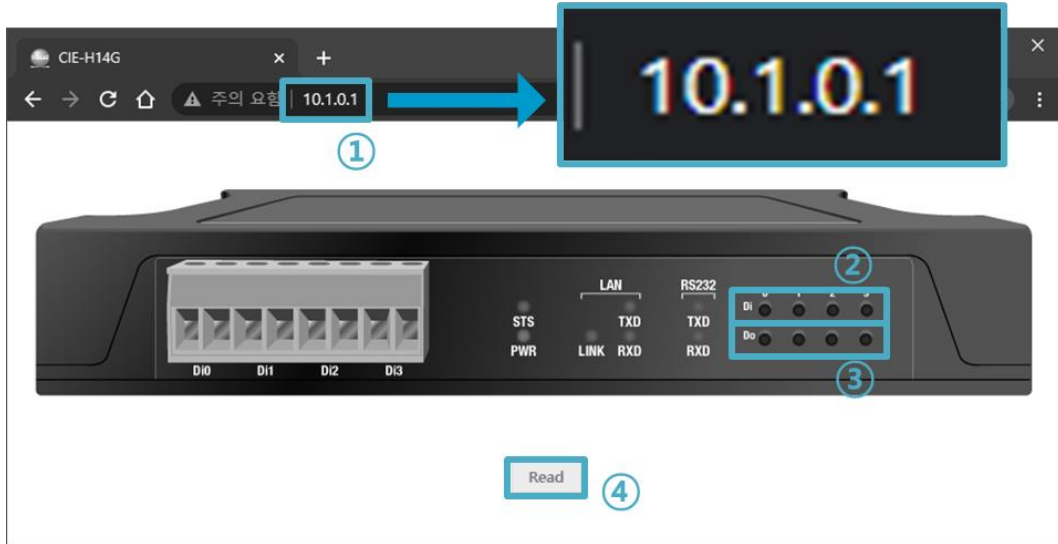 CIE-H14G
주의 요함 | 10.1.0.1
10.1.0.1
①
②
LAN
RS232
Di
STS
TXD
TXD
Do
PWR
LINK
RXD
RXD
Di0
Di1
Di2
Di3
③
Read
④